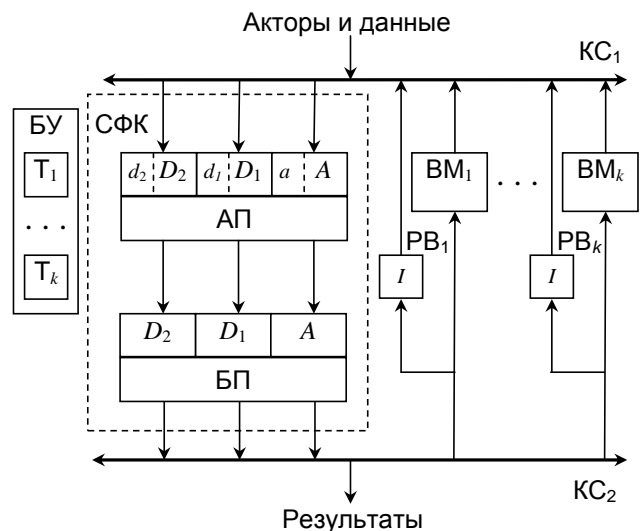 Акторы и данные
КС₁
БУ
СФК
T₁
. . .
Tₖ
d₂ D₂ d₁ D₁ a A
АП
D₂ D₁ A
БП
РВ₁
I
ВМ₁
. . .
РВₖ
I
ВМₖ
КС₂
Результаты